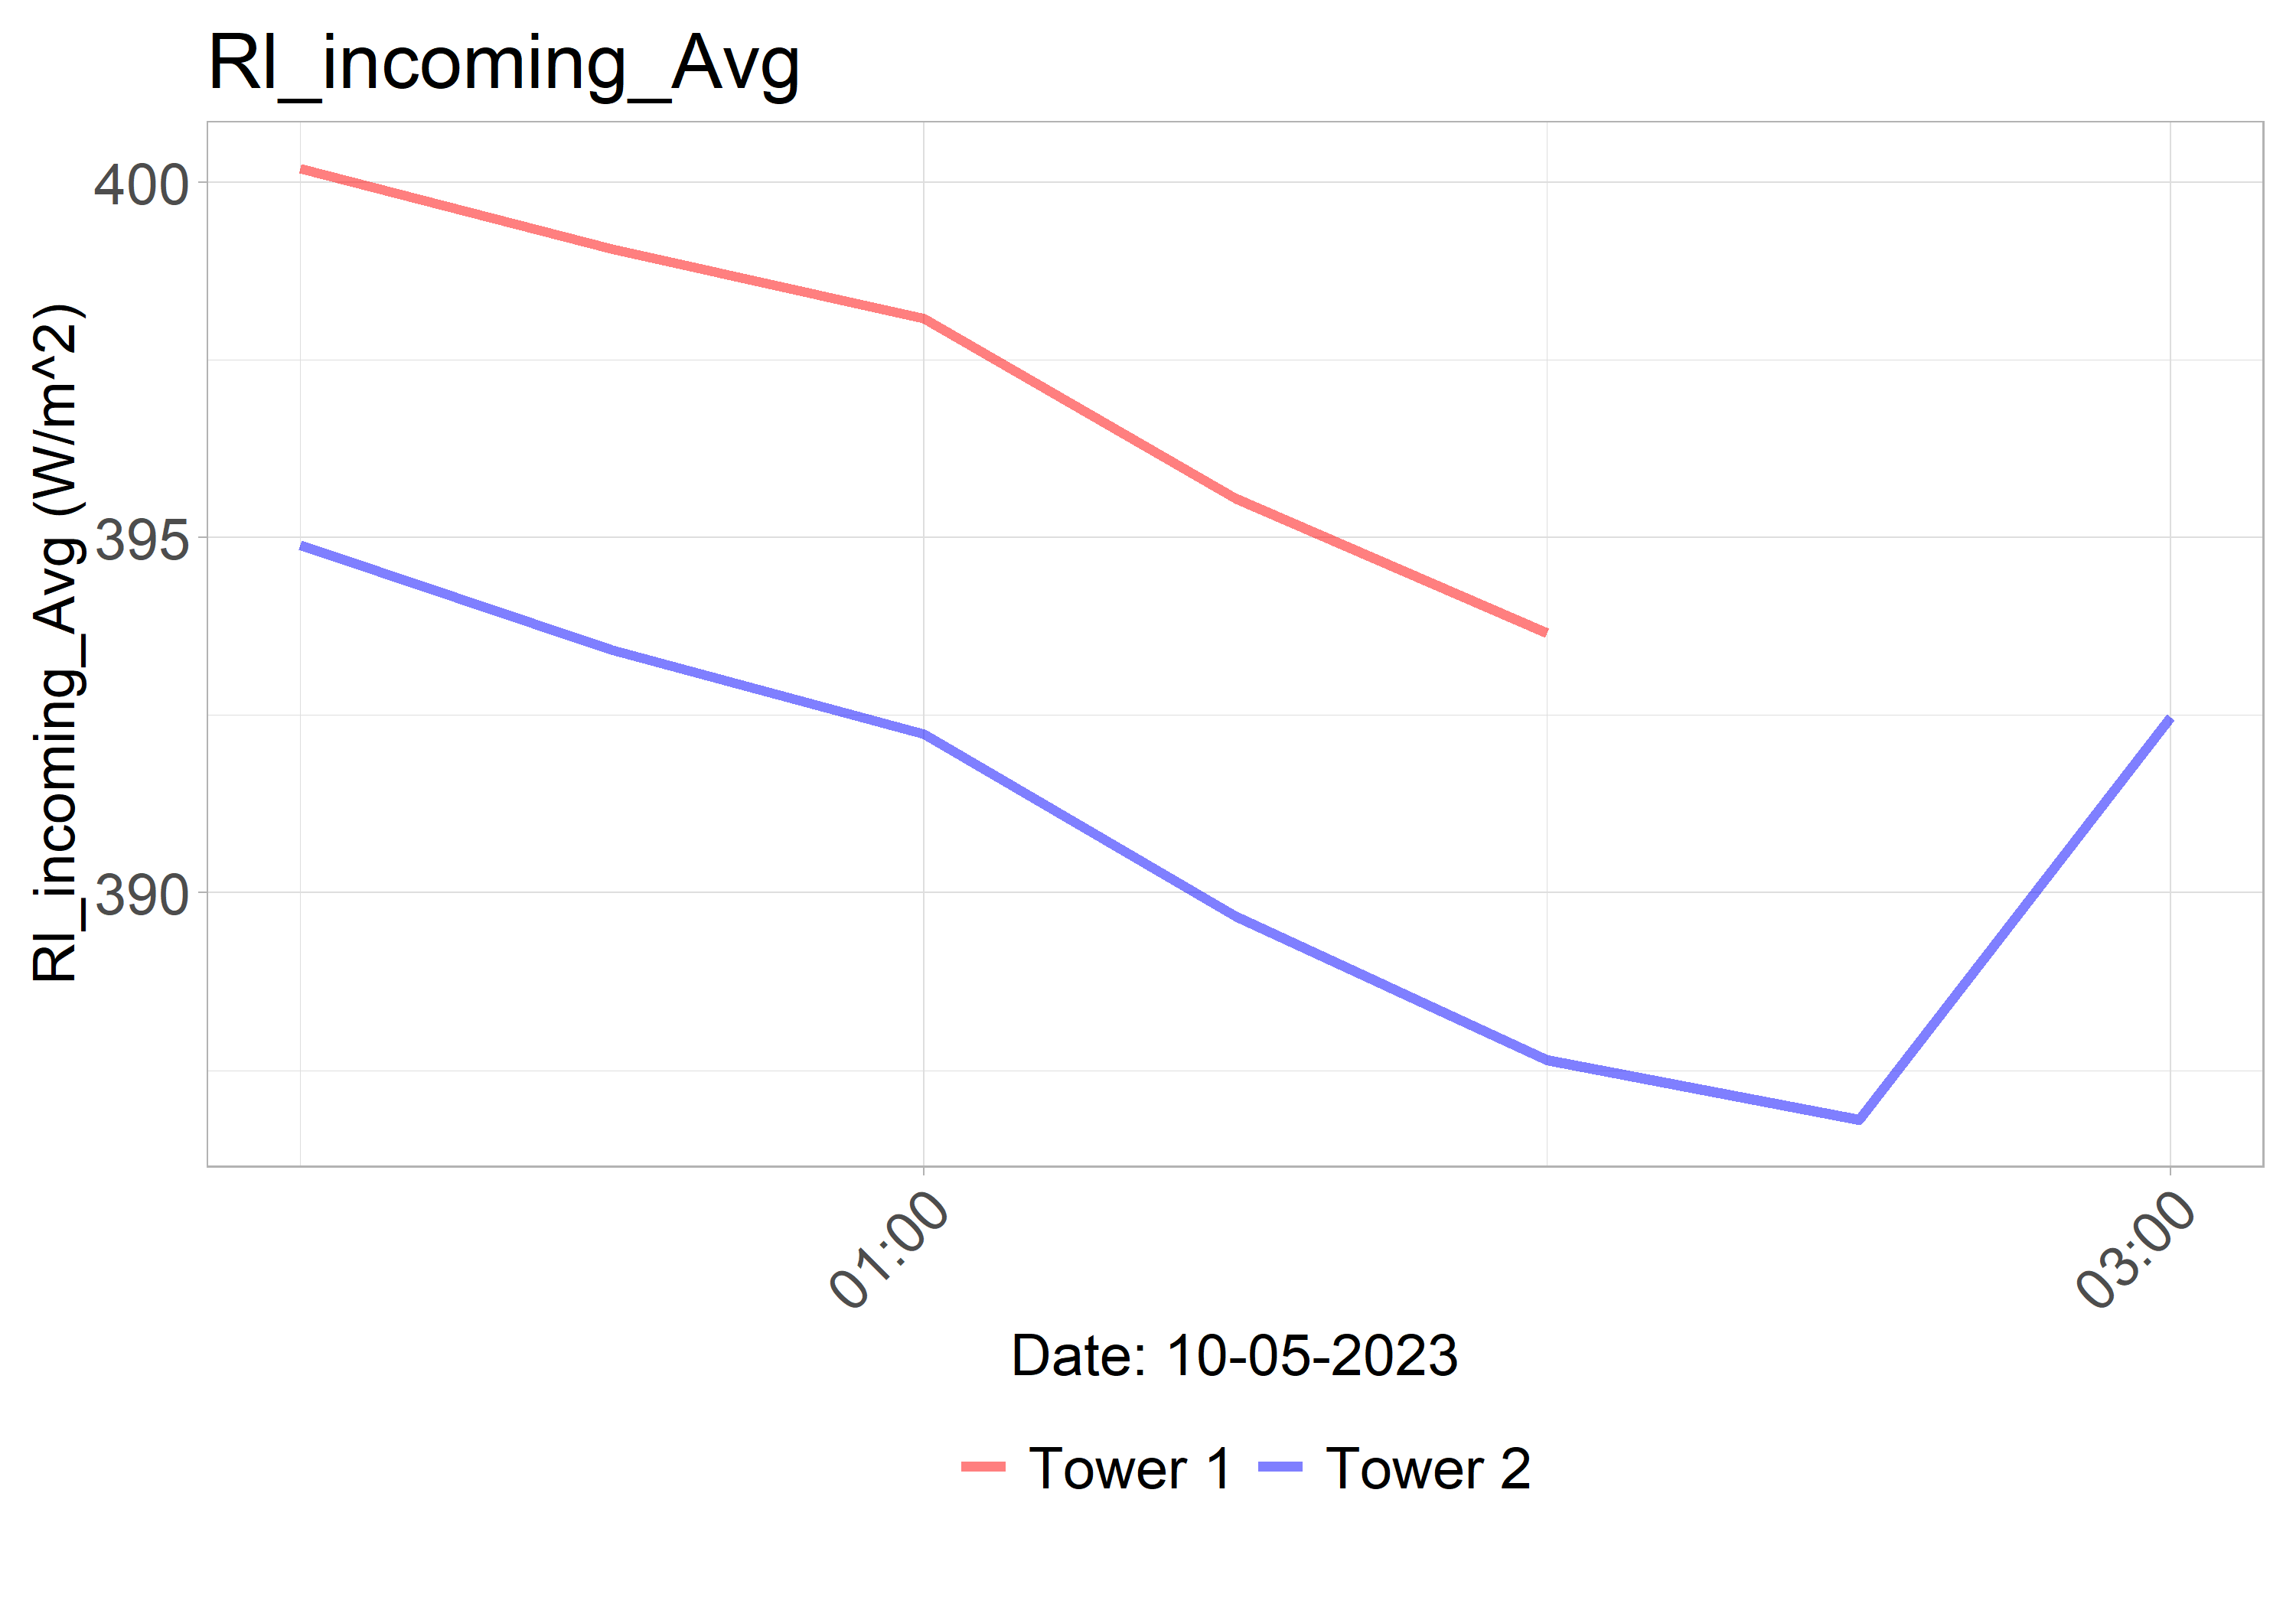 Rl_incoming_Avg
Rl_incoming_Avg (W/m^2)
400
395
390
01:00
03:00
Date: 10-05-2023
Tower 1
Tower 2